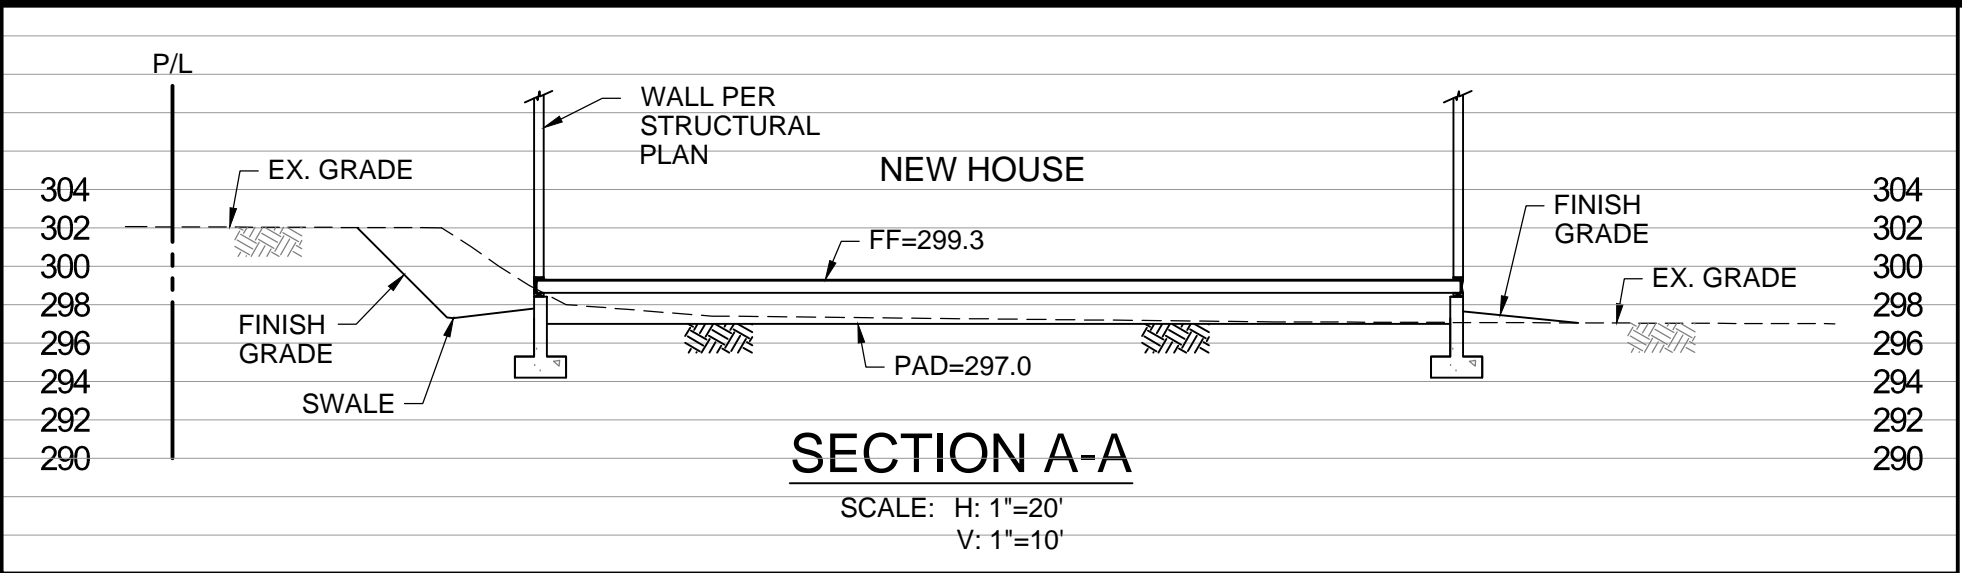 P/L
WALL PER
STRUCTURAL
PLAN
NEW HOUSE
EX. GRADE
304
302
300
298
296
294
292
290
FF=299.3
FINISH
GRADE
SWALE
PAD=297.0
FINISH
GRADE
EX. GRADE
304
302
300
298
296
294
292
290
SECTION A-A
SCALE: H: 1"=20'
V: 1"=10'